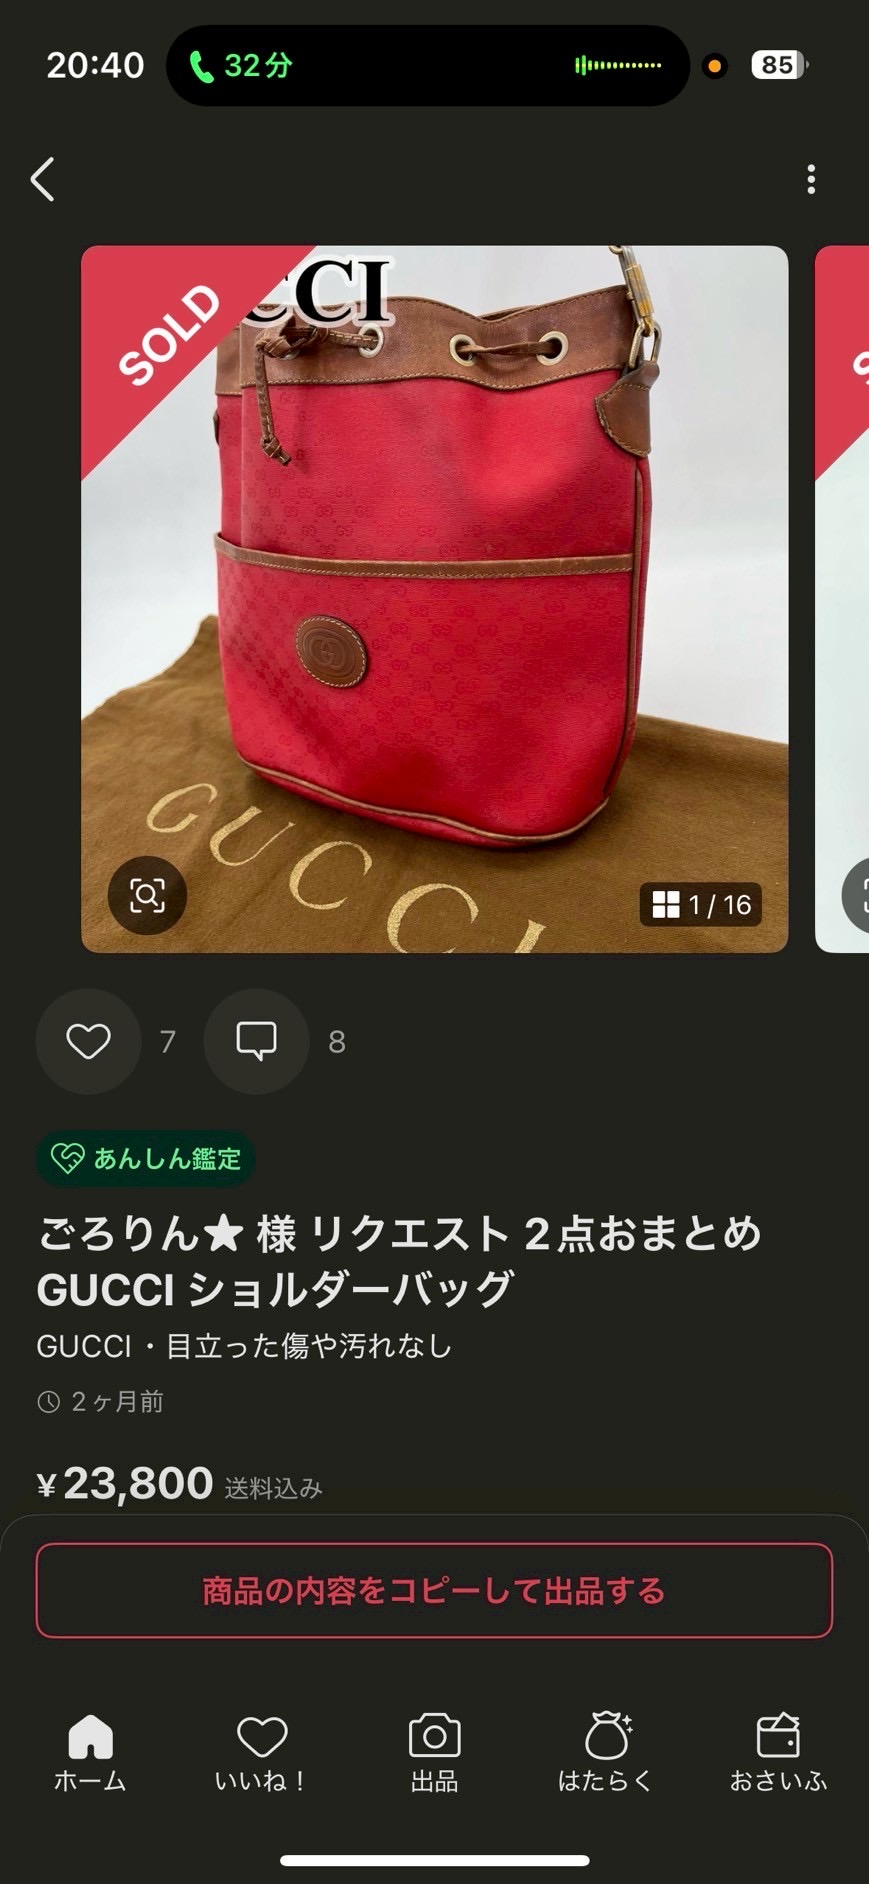 20:40
32分
85
SOLD
CCI
GUCCI
1 / 16
7
8
あんしん鑑定
ごろりん★ 様 リクエスト 2点おまとめ
GUCCI ショルダーバッグ
GUCCI・目立った傷や汚れなし
2ヶ月前
¥23,800 送料込み
商品の内容をコピーして出品する
ホーム
いいね！
出品
はたらく
おさいふ